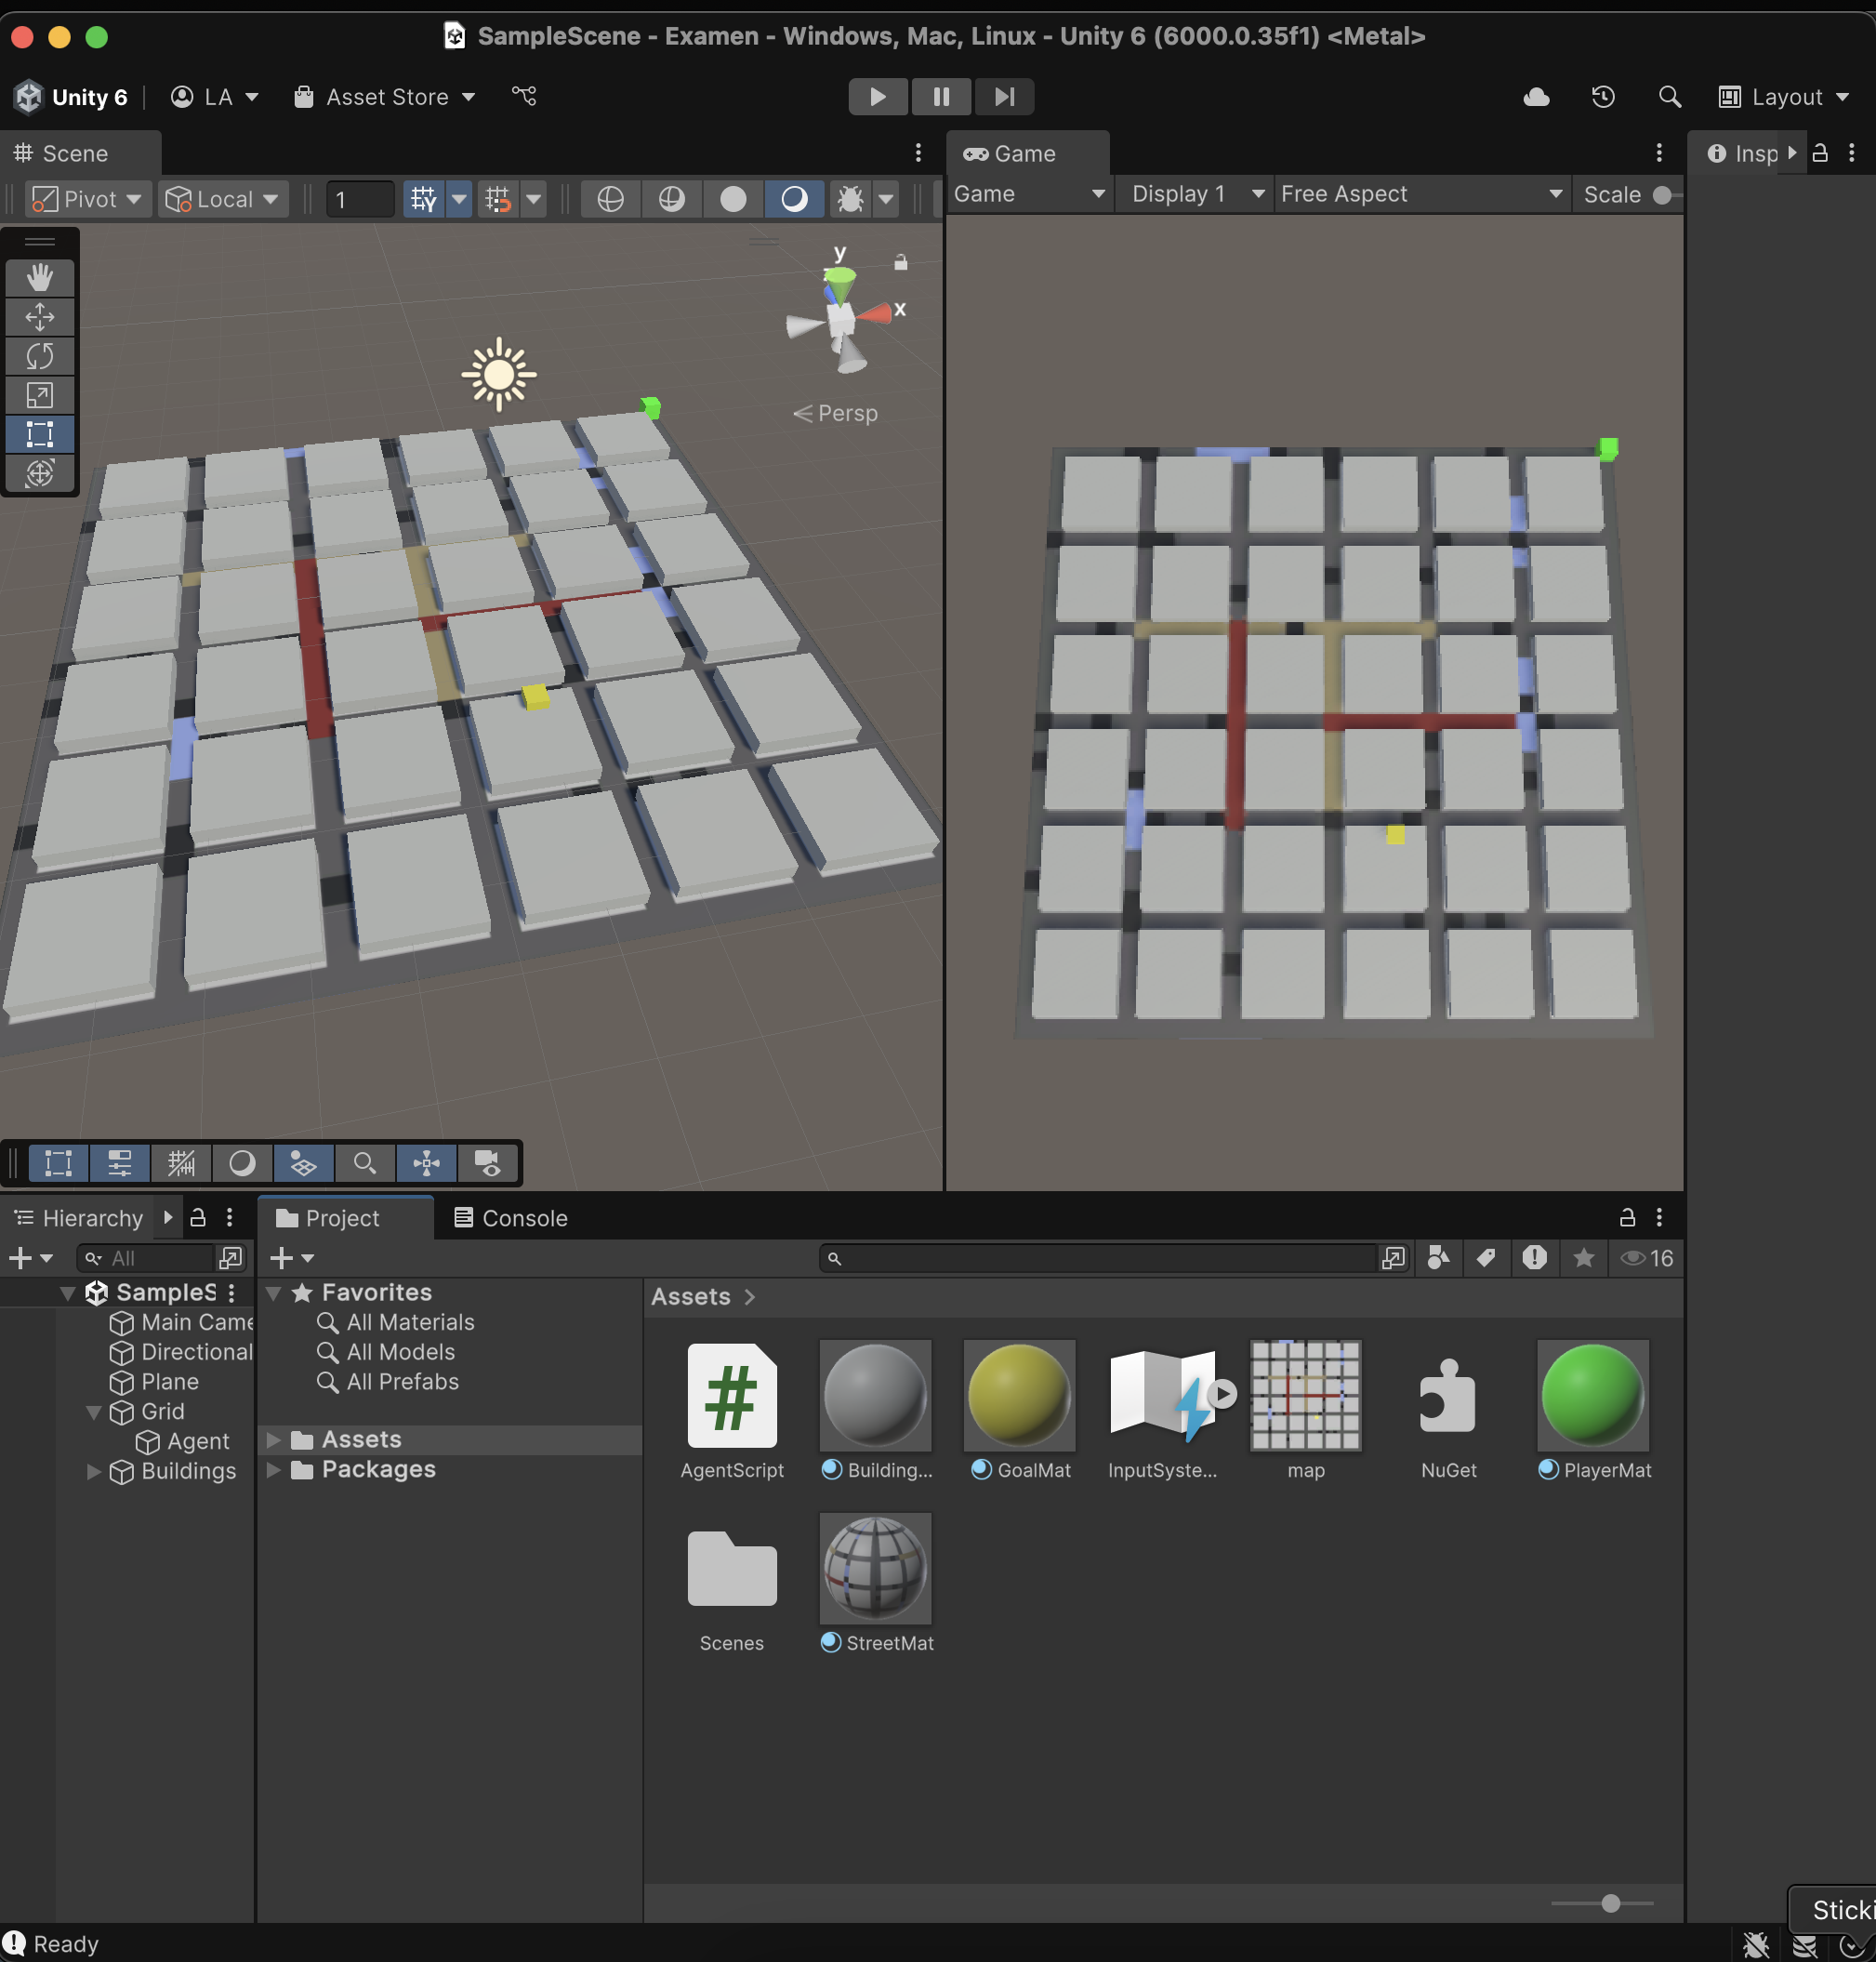 SampleScene - Examen - Windows, Mac, Linux - Unity 6 (6000.0.35f1) <Metal>
Unity 6
LA
Asset Store
Layout
Scene
Game
Insp
Pivot
Local
1
Game
Display 1
Free Aspect
Scale
y
x
z
Persp
Hierarchy
Project
Console
All
16
SampleS
Main Came
Directional
Plane
Grid
Agent
Buildings
Favorites
All Materials
All Models
All Prefabs
Assets
Packages
Assets
AgentScript
Building...
GoalMat
InputSyste...
map
NuGet
PlayerMat
Scenes
StreetMat
Ready
Sticki